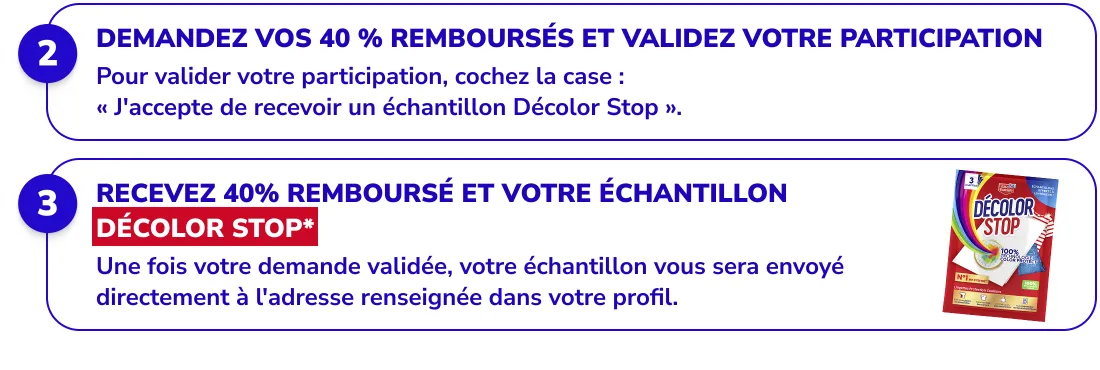 2
DEMANDEZ VOS 40 % REMBOURSÉS ET VALIDEZ VOTRE PARTICIPATION
Pour valider votre participation, cochez la case :
« J'accepte de recevoir un échantillon Décolor Stop ».
3
RECEVEZ 40% REMBOURSÉ ET VOTRE ÉCHANTILLON
DÉCOLOR STOP*
Une fois votre demande validée, votre échantillon vous sera envoyé
directement à l'adresse renseignée dans votre profil.
3
DÉCOLOR
STOP
100%
N°1